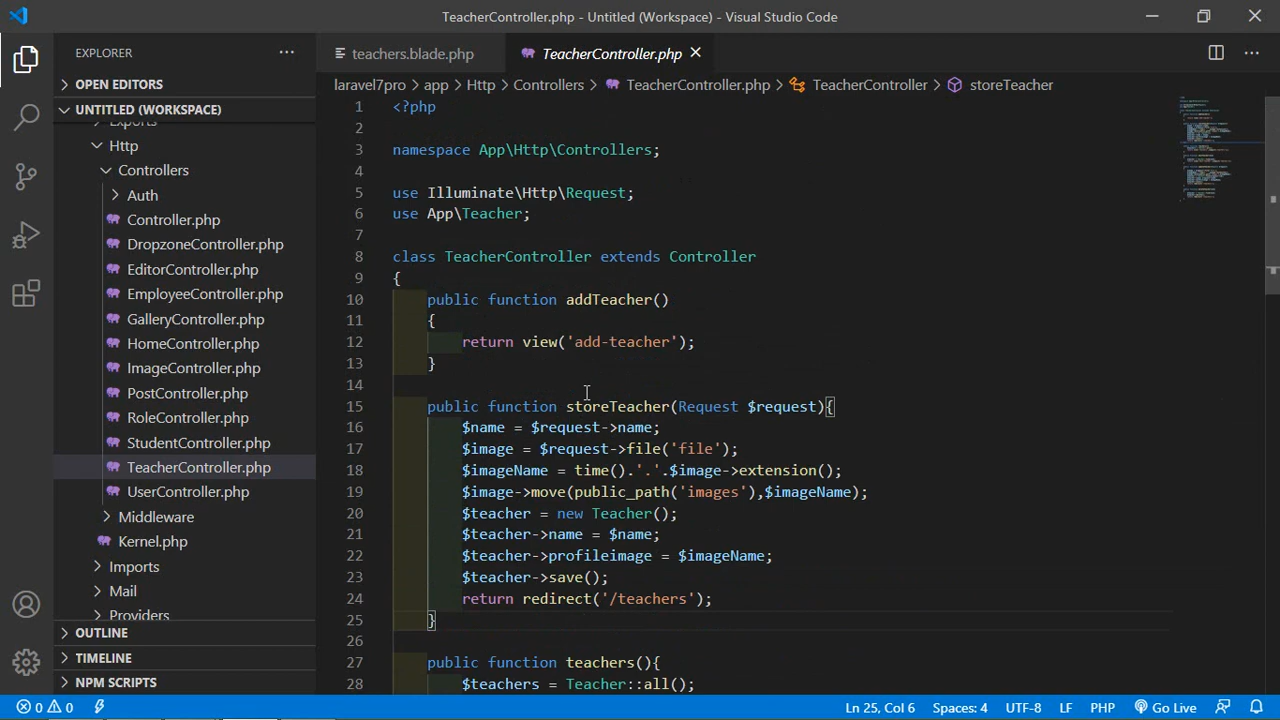 TeacherController.php - Untitled (Workspace) - Visual Studio Code
EXPLORER
OPEN EDITORS
UNTITLED (WORKSPACE)
Exports
Http
Controllers
Auth
Controller.php
DropzoneController.php
EditorController.php
EmployeeController.php
GalleryController.php
HomeController.php
ImageController.php
PostController.php
RoleController.php
StudentController.php
TeacherController.php
UserController.php
Middleware
Kernel.php
Imports
Mail
Providers
OUTLINE
TIMELINE
NPM SCRIPTS
teachers.blade.php
TeacherController.php
laravel7pro > app > Http > Controllers > TeacherController.php > TeacherController > storeTeacher
1 <?php
2
3 namespace App\Http\Controllers;
4
5 use Illuminate\Http\Request;
6 use App\Teacher;
7
8 class TeacherController extends Controller
9 {
10 public function addTeacher()
11 {
12 return view('add-teacher');
13 }
14
15 public function storeTeacher(Request $request){
16 $name = $request->name;
17 $image = $request->file('file');
18 $imageName = time().'.'.$image->extension();
19 $image->move(public_path('images'),$imageName);
20 $teacher = new Teacher();
21 $teacher->name = $name;
22 $teacher->profileimage = $imageName;
23 $teacher->save();
24 return redirect('/teachers');
25 }
26
27 public function teachers(){
28 $teachers = Teacher::all();
0 0
Ln 25, Col 6
Spaces: 4
UTF-8
LF
PHP
Go Live